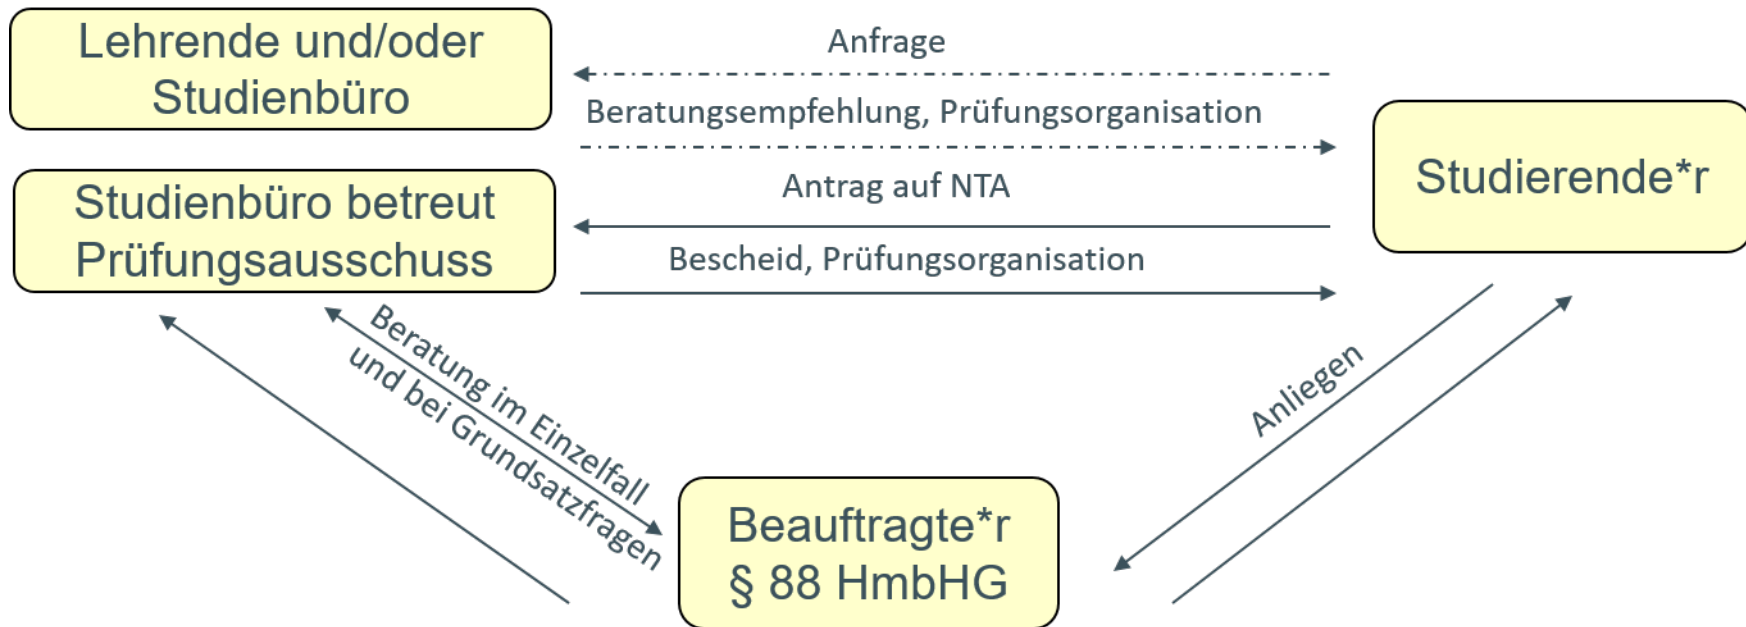 Lehrende und/oder
Studienbüro
Anfrage
Beratungsempfehlung, Prüfungsorganisation
Studierende*r
Studienbüro betreut
Prüfungsausschuss
Antrag auf NTA
Bescheid, Prüfungsorganisation
Beratung im Einzelfall
und bei Grundsatzfragen
Anliegen
Beauftragte*r
§ 88 HmbHG